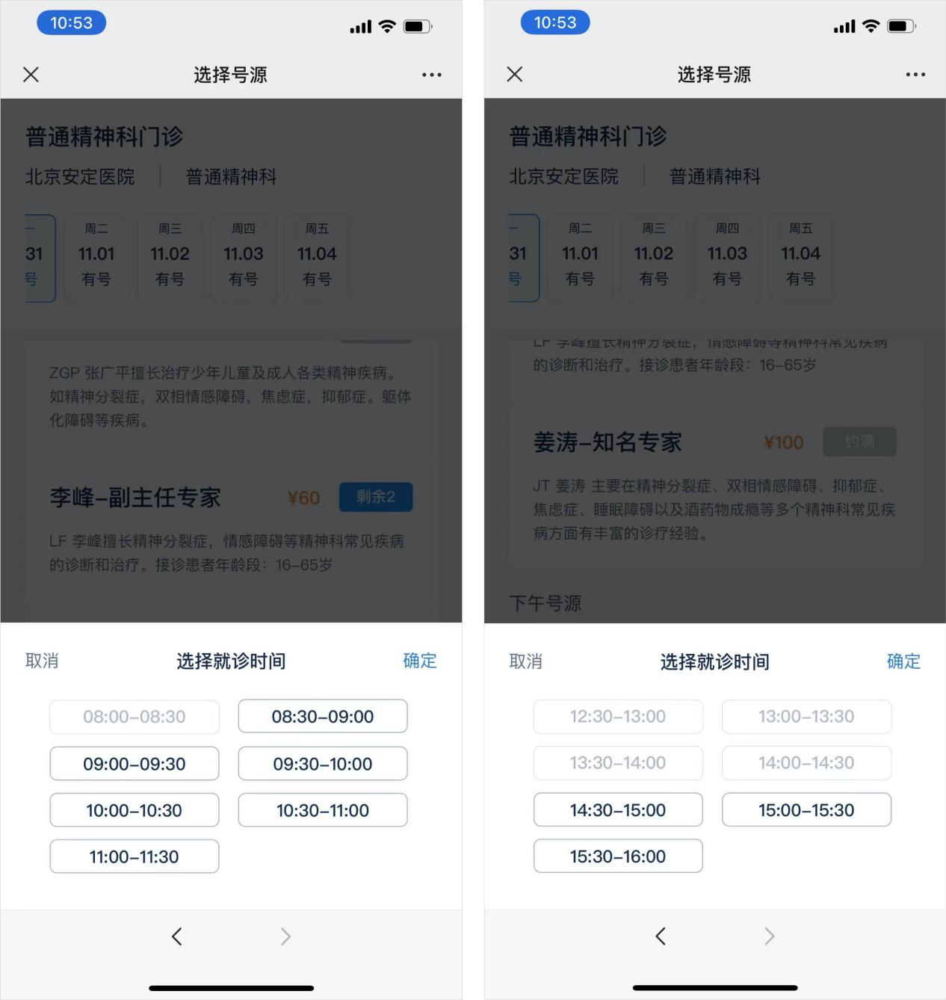 10:53
选择号源
普通精神科门诊
北京安定医院 普通精神科
一 周二 周三 周四 周五
31 11.01 11.02 11.03 11.04
号 有号 有号 有号 有号
ZGP 张广平擅长治疗少年儿童及成人各类精神疾病。
如精神分裂症，双相情感障碍，焦虑症，抑郁症。躯体
化障碍等疾病。
李峰-副主任专家 ¥60 剩余2
LF 李峰擅长精神分裂症，情感障碍等精神科常见疾病
的诊断和治疗。接诊患者年龄段：16-65岁
取消 选择就诊时间 确定
08:00-08:30 08:30-09:00
09:00-09:30 09:30-10:00
10:00-10:30 10:30-11:00
11:00-11:30
10:53
选择号源
普通精神科门诊
北京安定医院 普通精神科
一 周二 周三 周四 周五
31 11.01 11.02 11.03 11.04
号 有号 有号 有号 有号
LF 李峰擅长精神分裂症，情感障碍等精神科常见疾病
的诊断和治疗。接诊患者年龄段：16-65岁
姜涛-知名专家 ¥100 约满
JT 姜涛 主要在精神分裂症、双相情感障碍、抑郁症、
焦虑症、睡眠障碍以及酒药物成瘾等多个精神科常见疾
病方面有丰富的诊疗经验。
下午号源
取消 选择就诊时间 确定
12:30-13:00 13:00-13:30
13:30-14:00 14:00-14:30
14:30-15:00 15:00-15:30
15:30-16:00